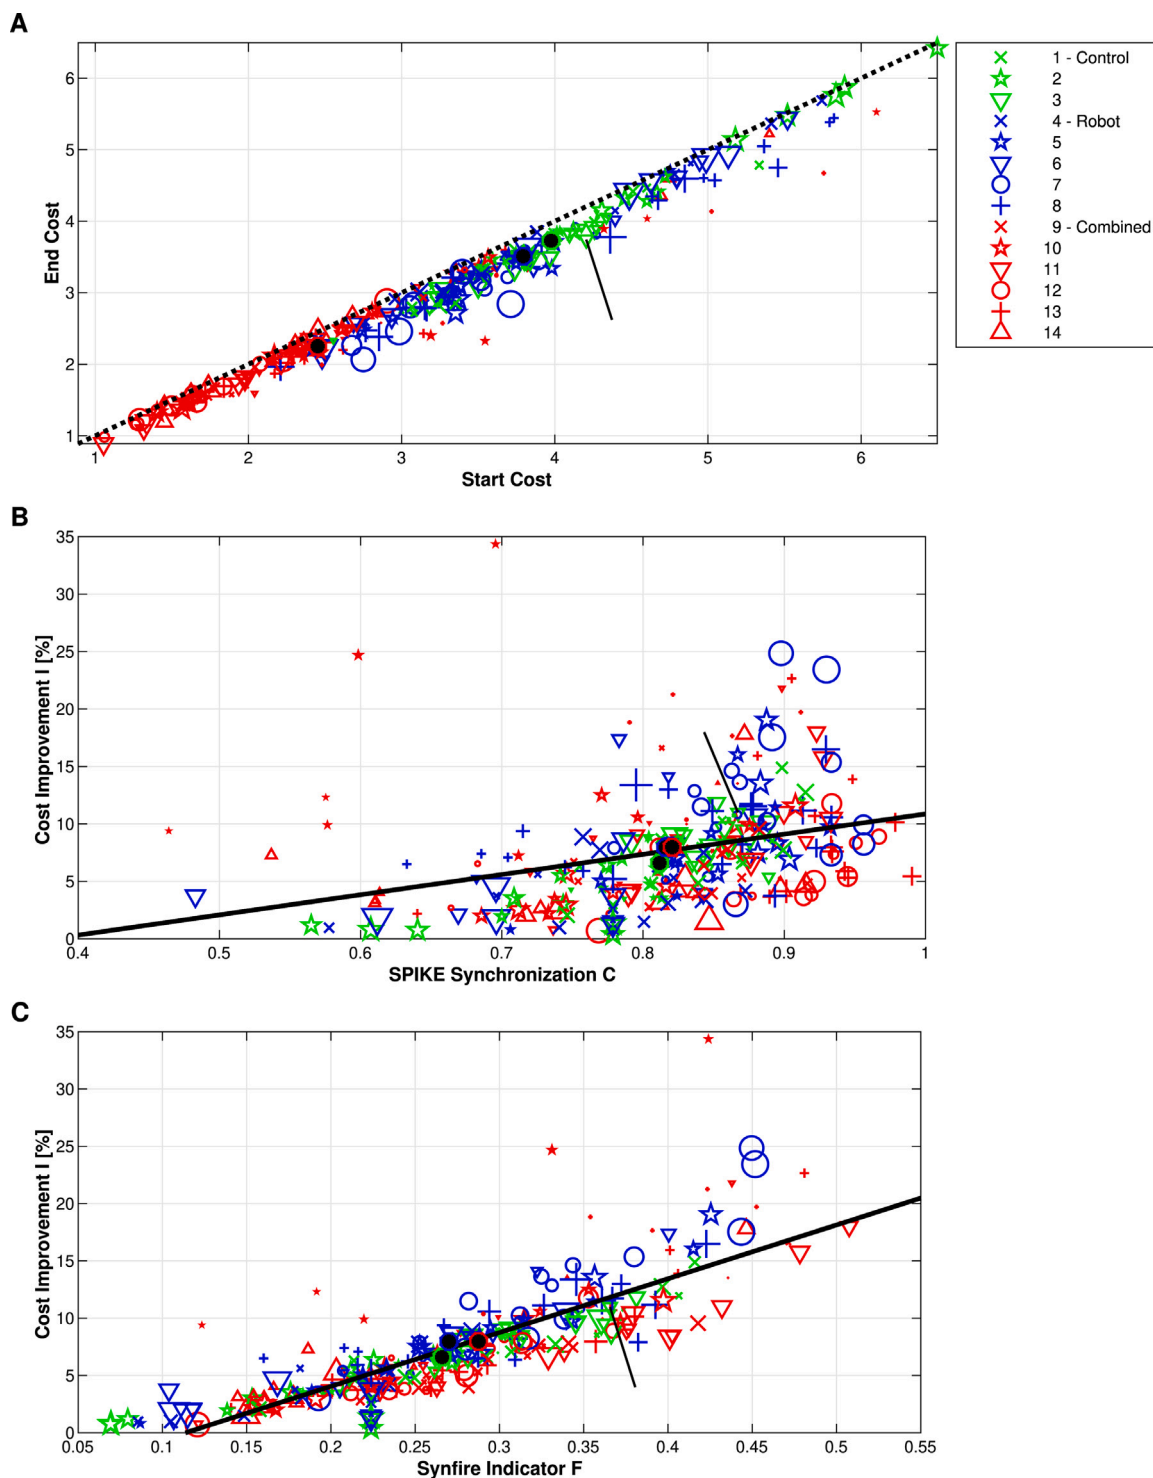 A
End Cost
6
5
4
3
2
1
1 2 3 4 5 6
Start Cost
1 - Control
2
3
4 - Robot
5
6
7
8
9 - Combined
10
11
12
13
14
B
Cost Improvement I [%]
35
30
25
20
15
10
5
0
0.4 0.5 0.6 0.7 0.8 0.9 1
SPIKE Synchronization C
C
Cost Improvement I [%]
35
30
25
20
15
10
5
0
0.05 0.1 0.15 0.2 0.25 0.3 0.35 0.4 0.45 0.5 0.55
Synfire Indicator F